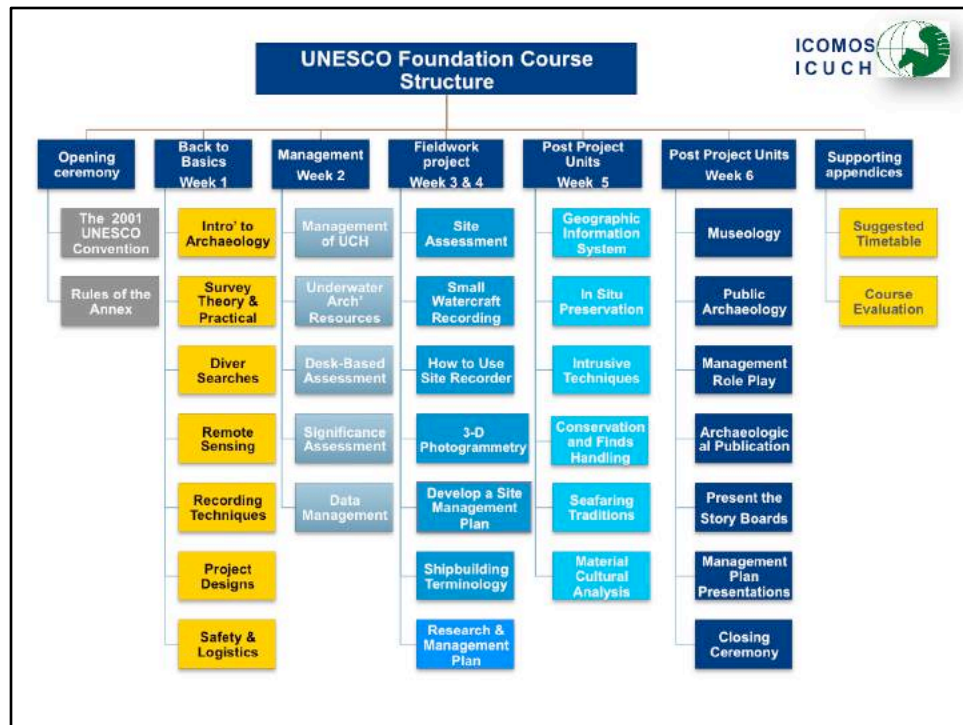 UNESCO Foundation Course
Structure
ICOMOS
ICUCH
Opening
ceremony
The 2001
UNESCO
Convention
Rules of the
Annex
Back to
Basics
Week 1
Intro' to
Archaeology
Survey
Theory &
Practical
Diver
Searches
Remote
Sensing
Recording
Techniques
Project
Designs
Safety &
Logistics
Management
Week 2
Management
of UCH
Underwater
Arch'
Resources
Desk-Based
Assessment
Significance
Assessment
Data
Management
Fieldwork
project
Week 3 & 4
Site
Assessment
Small
Watercraft
Recording
How to Use
Site Recorder
3-D
Photogrammetry
Develop a Site
Management
Plan
Shipbuilding
Terminology
Research &
Management
Plan
Post Project
Units
Week 5
Geographic
Information
System
In Situ
Preservation
Intrusive
Techniques
Conservation
and Finds
Handling
Seafaring
Traditions
Material
Cultural
Analysis
Post Project Units
Week 6
Museology
Public
Archaeology
Management
Role Play
Archaeologic
al Publication
Present the
Story Boards
Management
Plan
Presentations
Closing
Ceremony
Supporting
appendices
Suggested
Timetable
Course
Evaluation